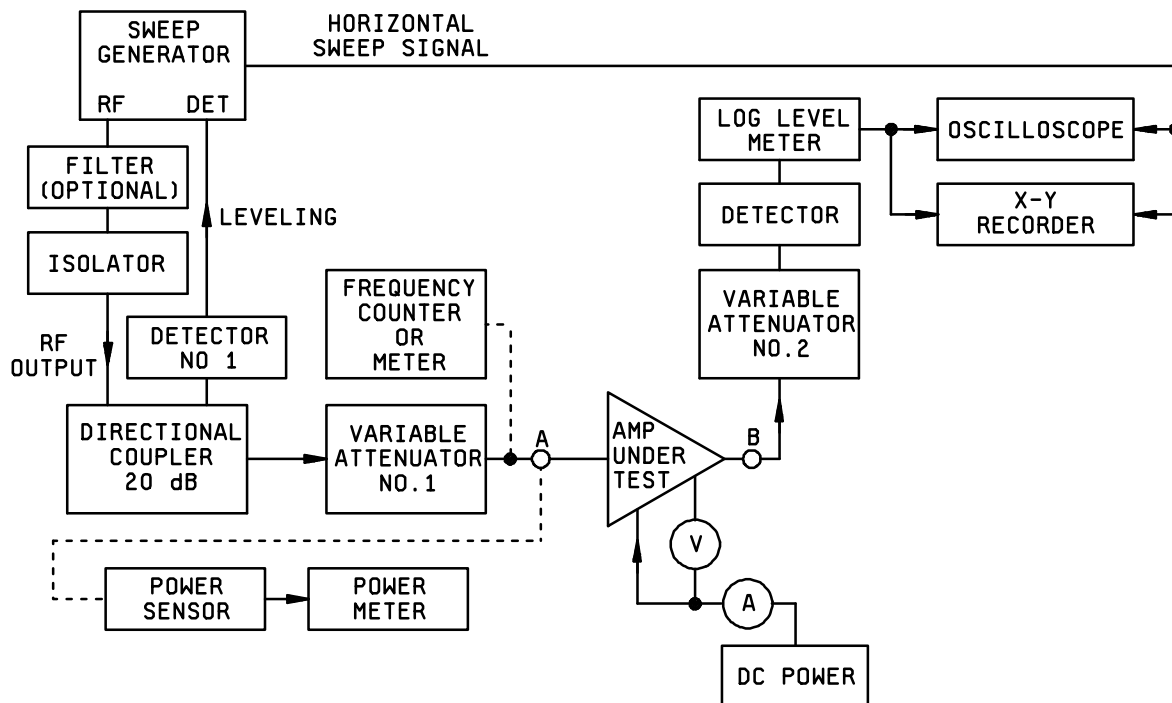 SWEEP
GENERATOR
RF DET
HORIZONTAL
SWEEP SIGNAL
FILTER
(OPTIONAL)
ISOLATOR
RF
OUTPUT
LEVELING
DETECTOR
NO 1
DIRECTIONAL
COUPLER
20 dB
FREQUENCY
COUNTER
OR
METER
VARIABLE
ATTENUATOR
NO.1
A
AMP
UNDER
TEST
B
LOG LEVEL
METER
DETECTOR
VARIABLE
ATTENUATOR
NO.2
OSCILLOSCOPE
X-Y
RECORDER
POWER
SENSOR
POWER
METER
V
A
DC POWER